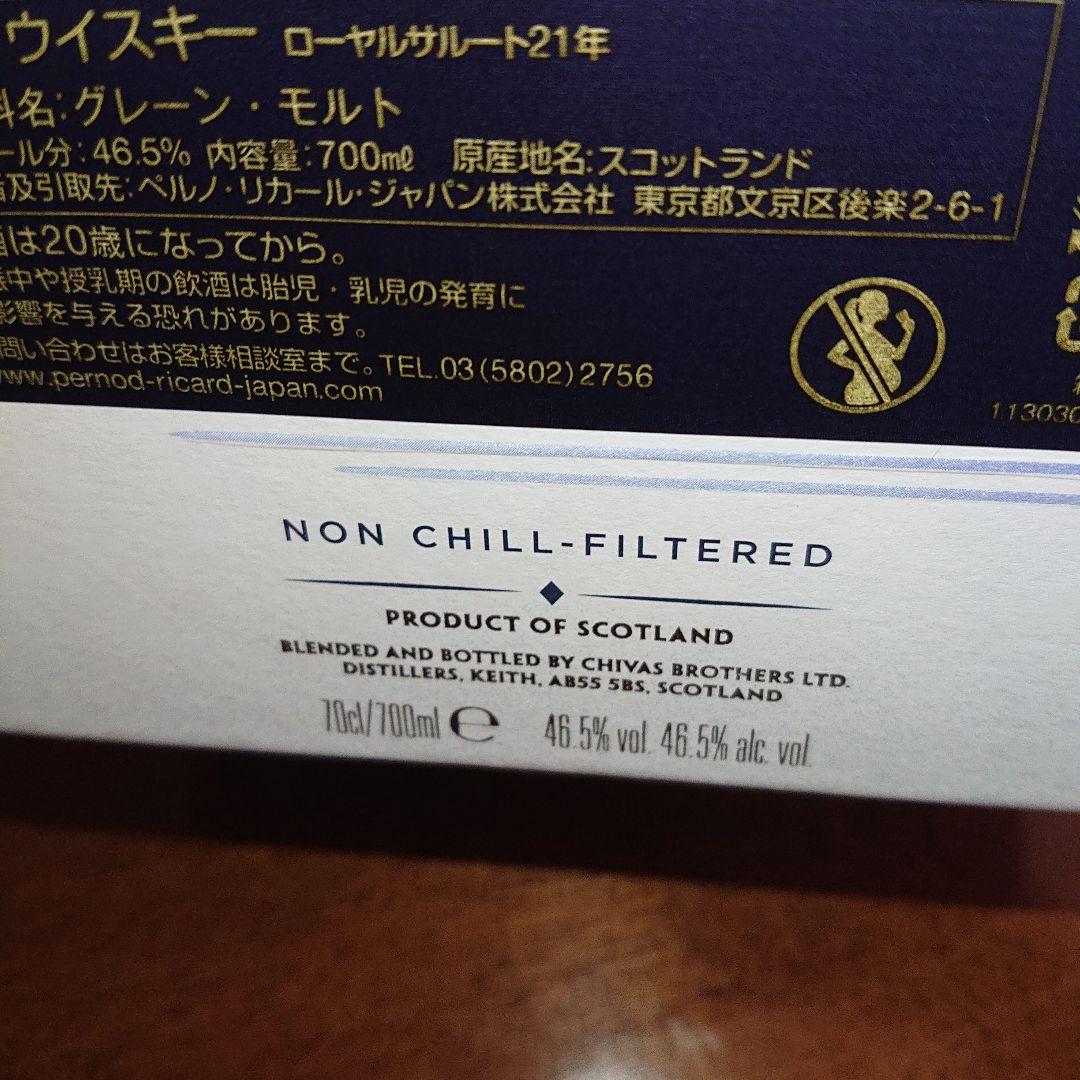 ウイスキー ローヤルサルート21年
料名:グレーン・モルト
ール分:46.5% 内容量:700mℓ 原産地名:スコットランド
及引取先:ペルノ・リカール・ジャパン株式会社 東京都文京区後楽2-6-1
酒は20歳になってから。
中や授乳期の飲酒は胎児・乳児の発育に
影響を与える恐れがあります。
問い合わせはお客様相談室まで。TEL.03(5802)2756
www.pernod-ricard-japan.com
113030
NON CHILL-FILTERED
PRODUCT OF SCOTLAND
BLENDED AND BOTTLED BY CHIVAS BROTHERS LTD.
DISTILLERS, KEITH, AB55 5BS, SCOTLAND
70cl/700ml e 46.5% vol. 46.5% alc. vol.